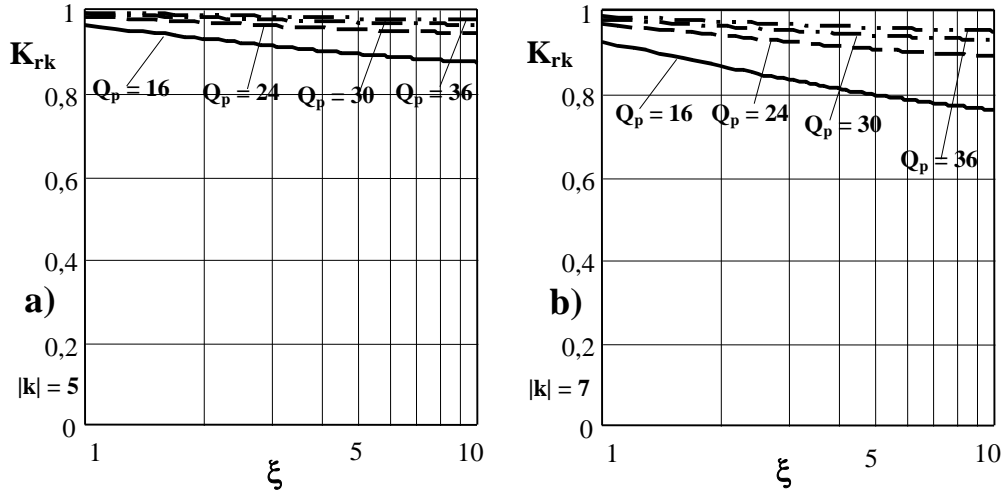 1
K_rk
Q_p = 16
Q_p = 24
Q_p = 30
Q_p = 36
0,8
0,6
0,4
a)
0,2
|k| = 5
0
1
5
10
ξ
1
K_rk
Q_p = 16
Q_p = 24
Q_p = 30
Q_p = 36
0,8
0,6
0,4
b)
0,2
|k| = 7
0
1
5
10
ξ